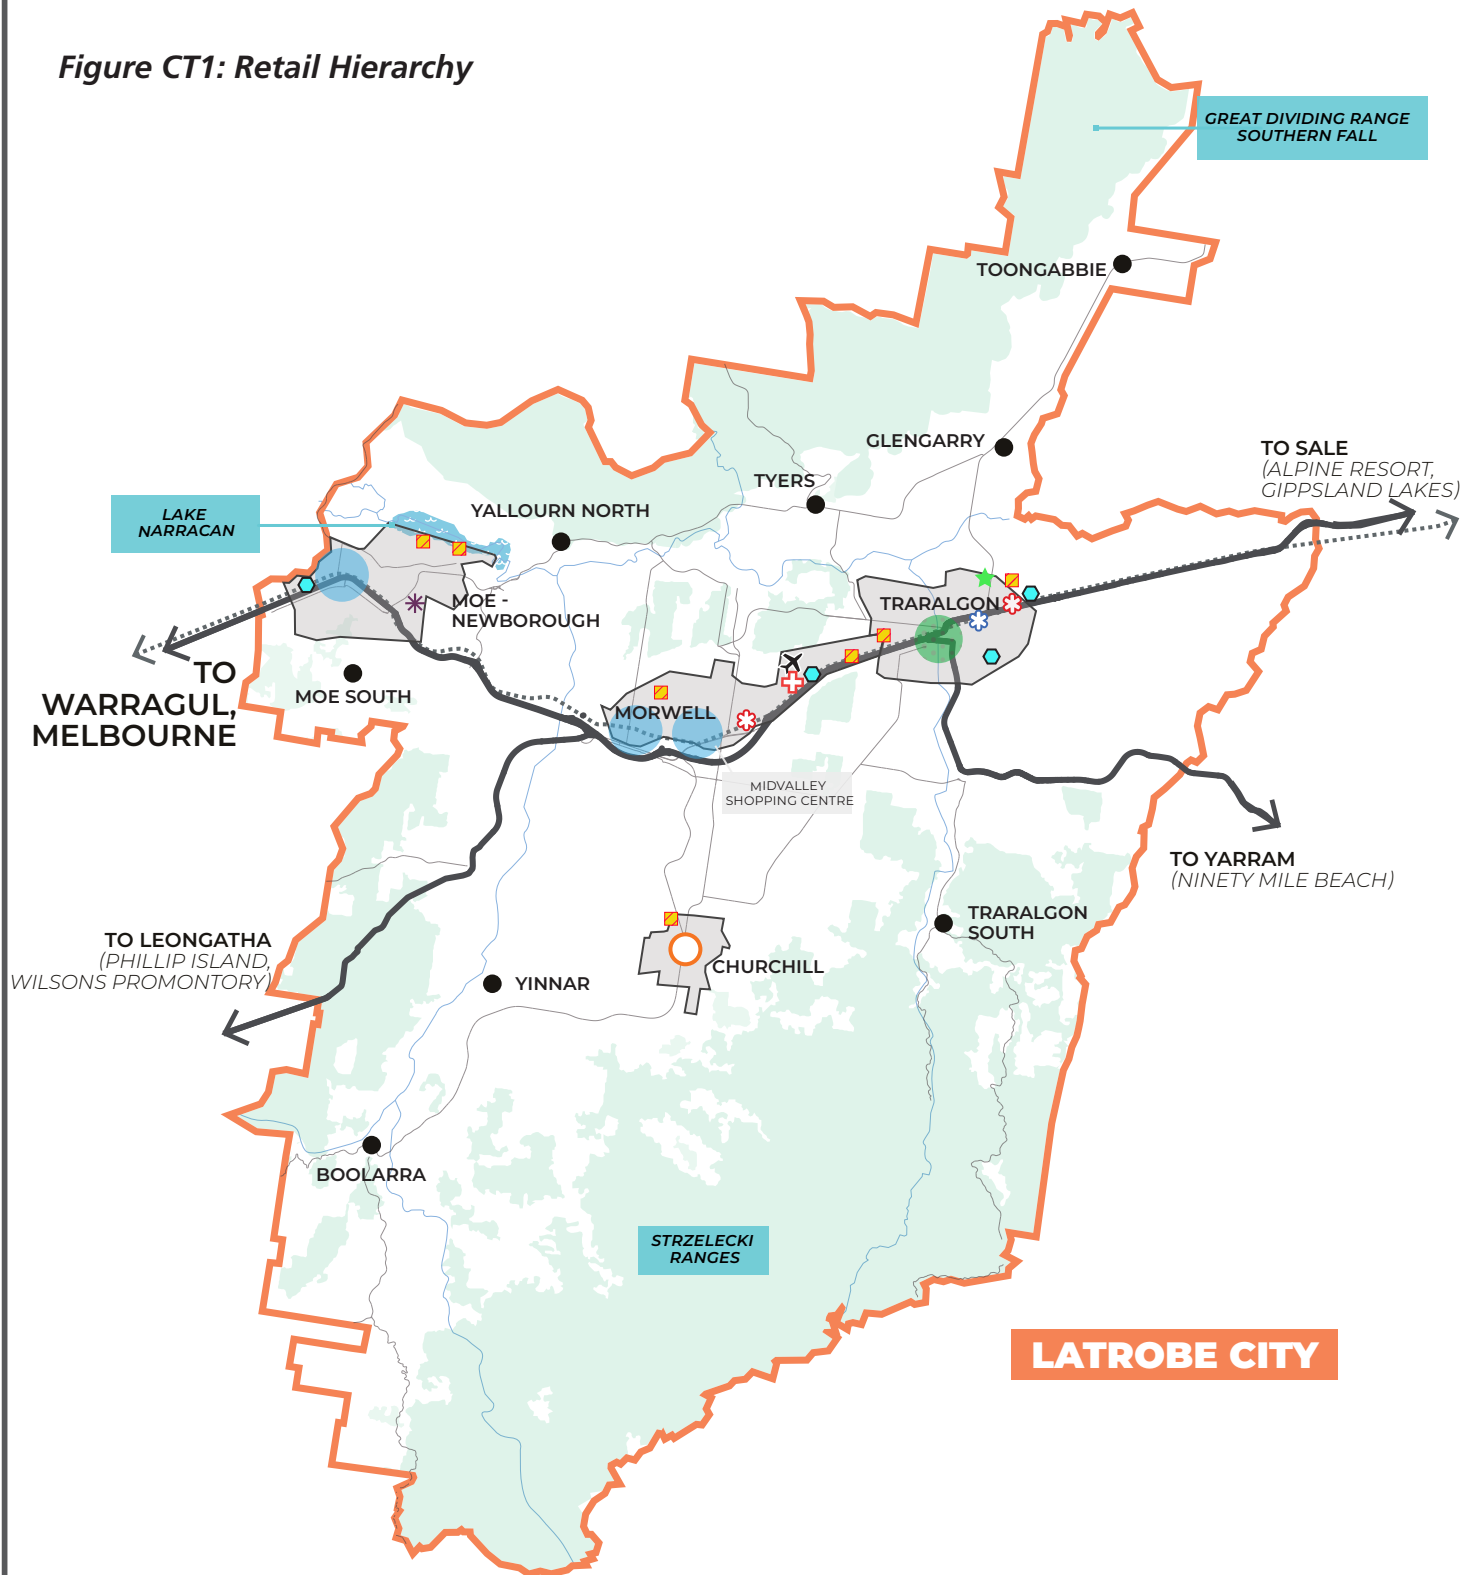 Figure CT1: Retail Hierarchy
GREAT DIVIDING RANGE
SOUTHERN FALL
TOONGABBIE
GLENGARRY
TO SALE
(ALPINE RESORT,
GIPPSLAND LAKES)
TYERS
LAKE
NARRACAN
YALLOURN NORTH
MOE -
NEWBOROUGH
TRARALGON
TO
WARRAGUL,
MELBOURNE
MOE SOUTH
MORWELL
MIDVALLEY
SHOPPING CENTRE
TO YARRAM
(NINETY MILE BEACH)
TRARALGON
SOUTH
TO LEONGATHA
(PHILLIP ISLAND,
WILSONS PROMONTORY)
CHURCHILL
YINNAR
BOOLARRA
STRZELECKI
RANGES
LATROBE CITY